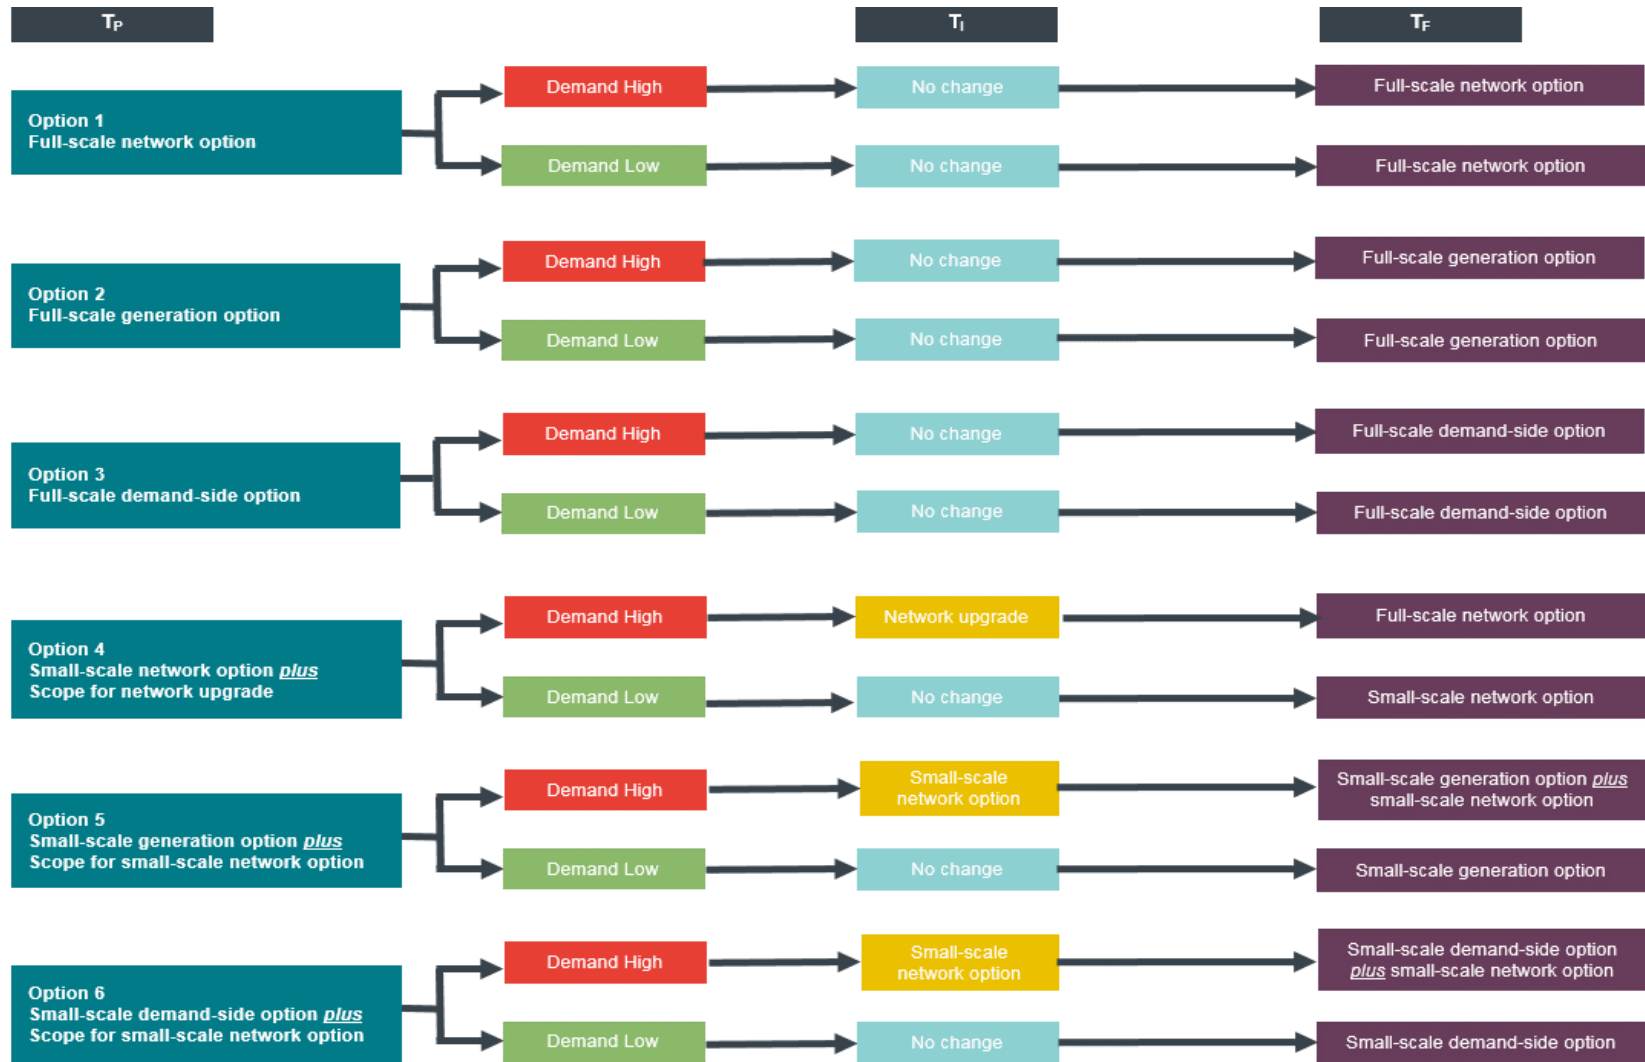 T_P
T_I
T_F
Option 1
Full-scale network option
Demand High
No change
Full-scale network option
Demand Low
No change
Full-scale network option
Option 2
Full-scale generation option
Demand High
No change
Full-scale generation option
Demand Low
No change
Full-scale generation option
Option 3
Full-scale demand-side option
Demand High
No change
Full-scale demand-side option
Demand Low
No change
Full-scale demand-side option
Option 4
Small-scale network option plus
Scope for network upgrade
Demand High
Network upgrade
Full-scale network option
Demand Low
No change
Small-scale network option
Option 5
Small-scale generation option plus
Scope for small-scale network option
Demand High
Small-scale
network option
Small-scale generation option plus
small-scale network option
Demand Low
No change
Small-scale generation option
Option 6
Small-scale demand-side option plus
Scope for small-scale network option
Demand High
Small-scale
network option
Small-scale demand-side option
plus small-scale network option
Demand Low
No change
Small-scale demand-side option